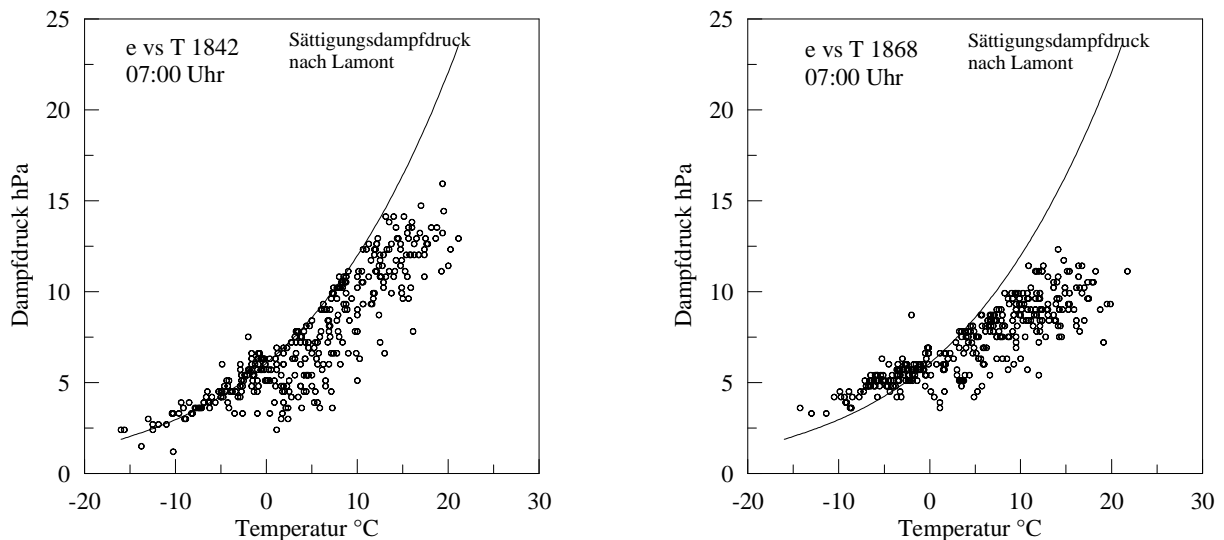 25
20
15
10
5
0
Dampfdruck hPa
e vs T 1842
07:00 Uhr
Sättigungsdampfdruck
nach Lamont
-20 -10 0 10 20 30
Temperatur °C
25
20
15
10
5
0
Dampfdruck hPa
e vs T 1868
07:00 Uhr
Sättigungsdampfdruck
nach Lamont
-20 -10 0 10 20 30
Temperatur °C